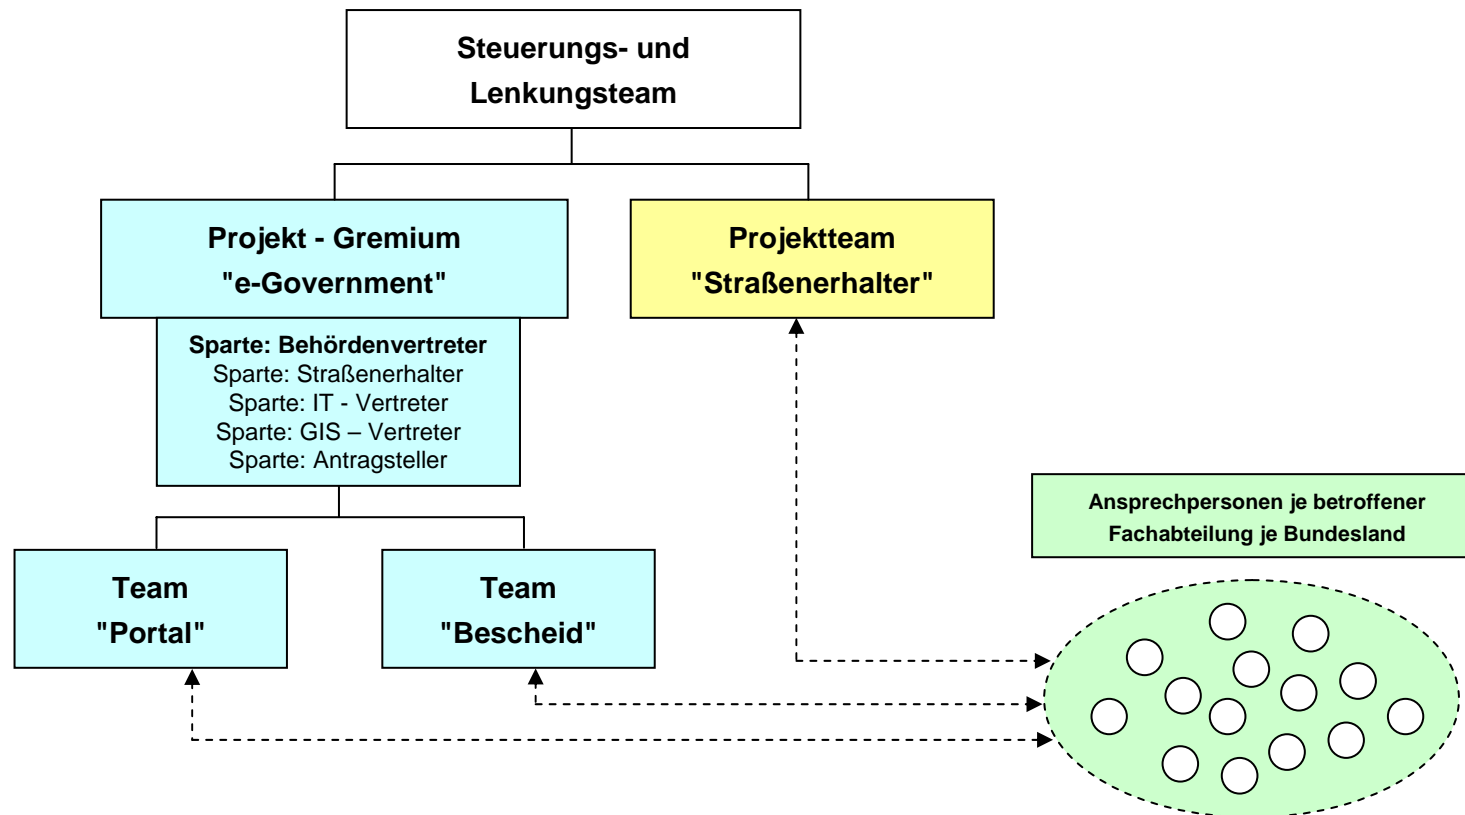 Steuerungs- und
Lenkungsteam
Projekt - Gremium
"e-Government"
Projektteam
"Straßenerhalter"
Sparte: Behördenvertreter
Sparte: Straßenerhalter
Sparte: IT - Vertreter
Sparte: GIS – Vertreter
Sparte: Antragsteller
Ansprechpersonen je betroffener
Fachabteilung je Bundesland
Team
"Portal"
Team
"Bescheid"